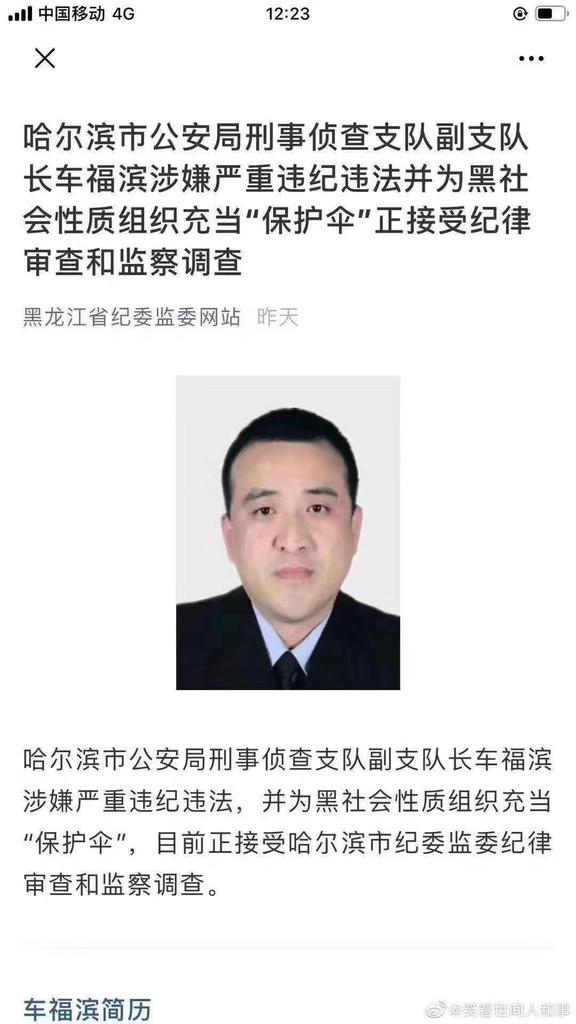 中国移动 4G
12:23
哈尔滨市公安局刑事侦查支队副支队
长车福滨涉嫌严重违纪违法并为黑社
会性质组织充当“保护伞”正接受纪律
审查和监察调查
黑龙江省纪委监委网站 昨天
哈尔滨市公安局刑事侦查支队副支队长车福滨
涉嫌严重违纪违法，并为黑社会性质组织充当
“保护伞”，目前正接受哈尔滨市纪委监委纪律
审查和监察调查。
车福滨简历
@笑看世间人和事